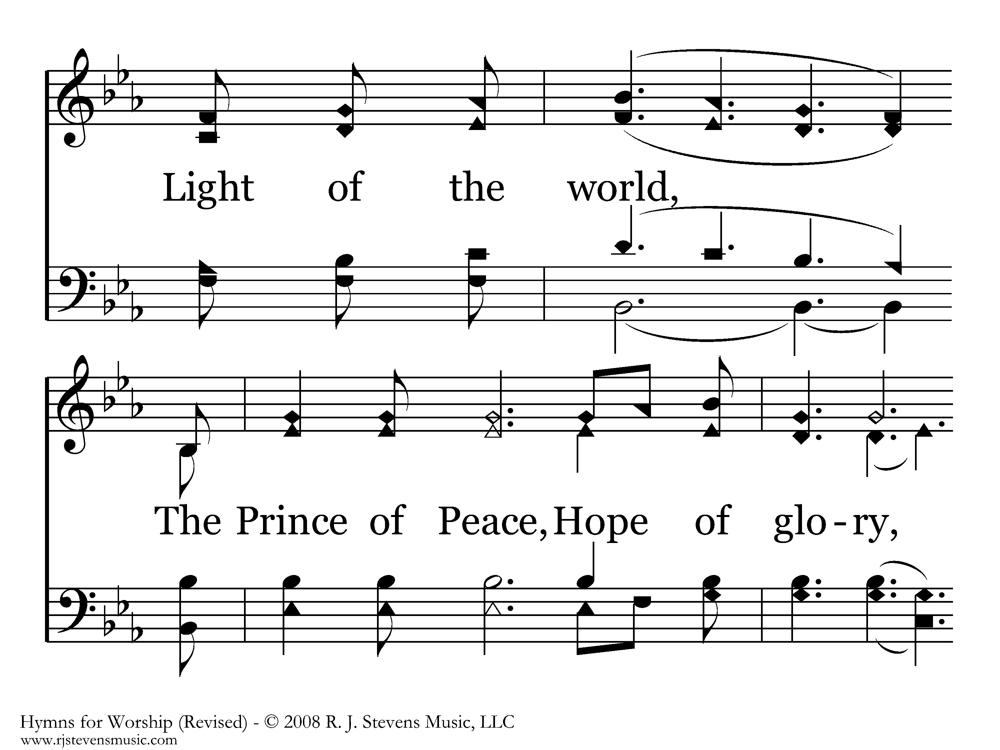 Light of the world,
The Prince of Peace, Hope of glo - ry,
Hymns for Worship (Revised) - © 2008 R. J. Stevens Music, LLC
www.rjstevensmusic.com